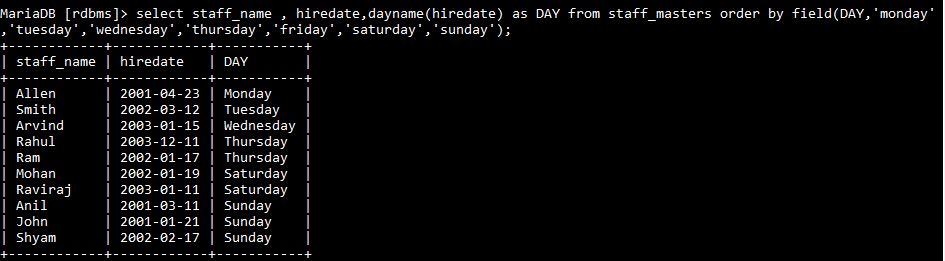 MariaDB [rdbms]> select staff_name , hiredate,dayname(hiredate) as DAY from staff_masters order by field(DAY,'monday'
,'tuesday','wednesday','thursday','friday','saturday','sunday');
+------------+------------+-----------+
| staff_name | hiredate   | DAY       |
+------------+------------+-----------+
| Allen      | 2001-04-23 | Monday    |
| Smith      | 2002-03-12 | Tuesday   |
| Arvind     | 2003-01-15 | Wednesday |
| Rahul      | 2003-12-11 | Thursday  |
| Ram        | 2002-01-17 | Thursday  |
| Mohan      | 2002-01-19 | Saturday  |
| Raviraj    | 2003-01-11 | Saturday  |
| Anil       | 2001-03-11 | Sunday    |
| John       | 2001-01-21 | Sunday    |
| Shyam      | 2002-02-17 | Sunday    |
+------------+------------+-----------+